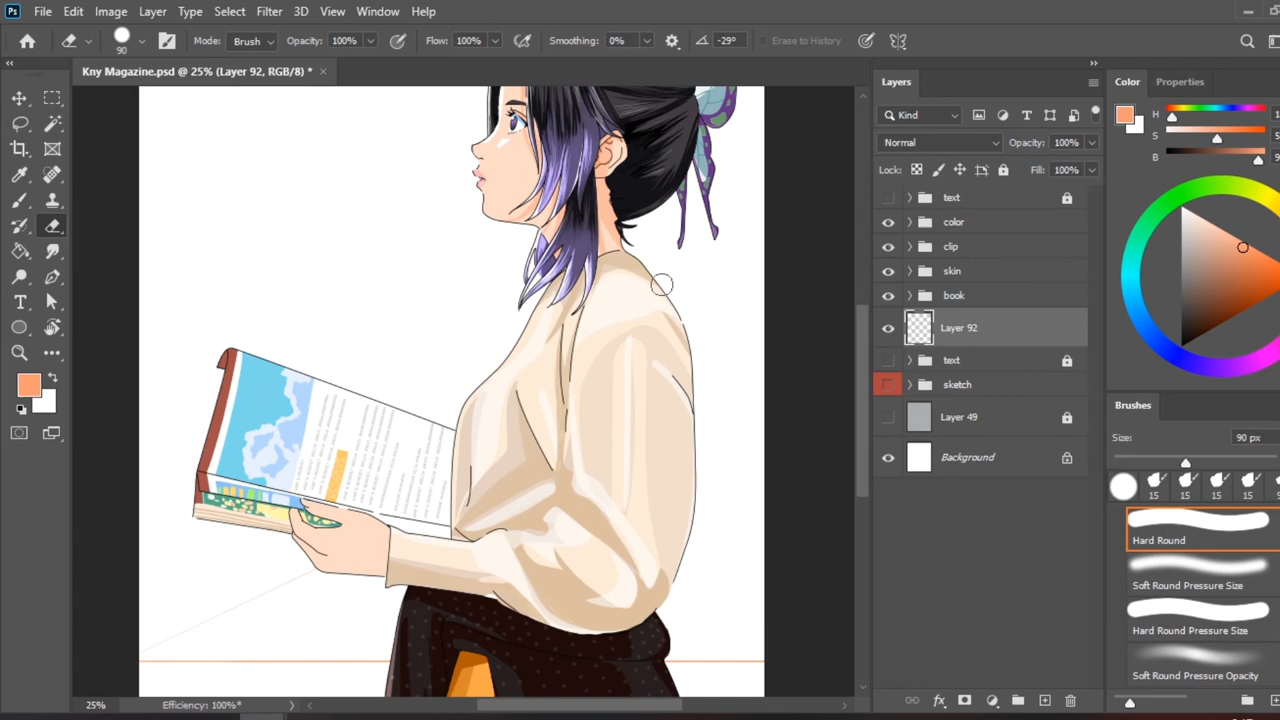 Ps File Edit Image Layer Type Select Filter 3D View Window Help
90 Mode: Brush Opacity: 100% Flow: 100% Smoothing: 0% -29° Erase to History
Kny Magazine.psd @ 25% (Layer 92, RGB/8) * ×
Layers
Kind
Normal Opacity: 100%
Lock: Fill: 100%
text
color
clip
skin
book
Layer 92
text
sketch
Layer 49
Background
Color Properties
H
S
B
Brushes
Size: 90 px
15 15 15 15
Hard Round
Soft Round Pressure Size
Hard Round Pressure Size
Soft Round Pressure Opacity
25% Efficiency: 100%*